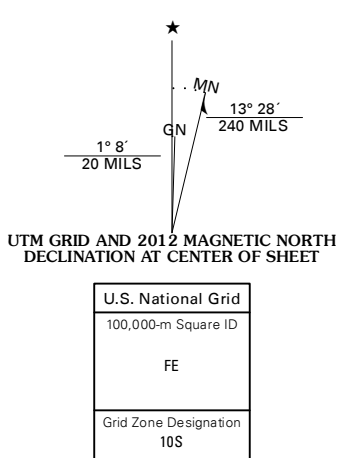 ★
MN
13° 28´
240 MILS
GN
1° 8´
20 MILS
UTM GRID AND 2012 MAGNETIC NORTH
DECLINATION AT CENTER OF SHEET
U.S. National Grid
100,000-m Square ID
FE
Grid Zone Designation
10S